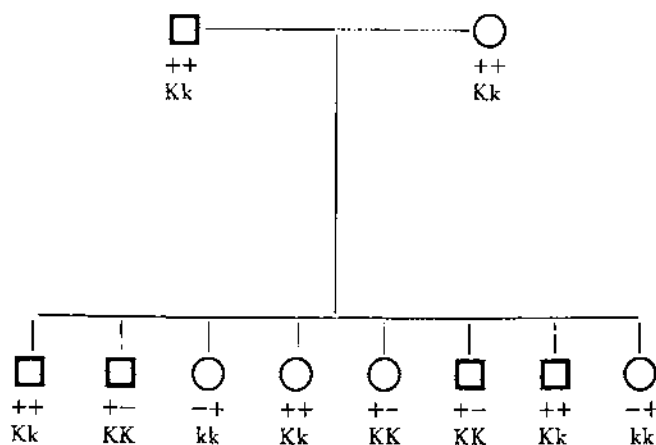 ++ ++
Kk Kk
++ +- -+ ++ +- +- ++ -+
Kk KK kk Kk KK KK Kk kk